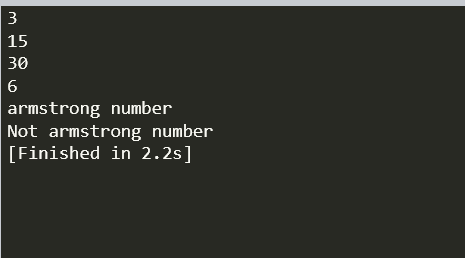 3
15
30
6
armstrong number
Not armstrong number
[Finished in 2.2s]